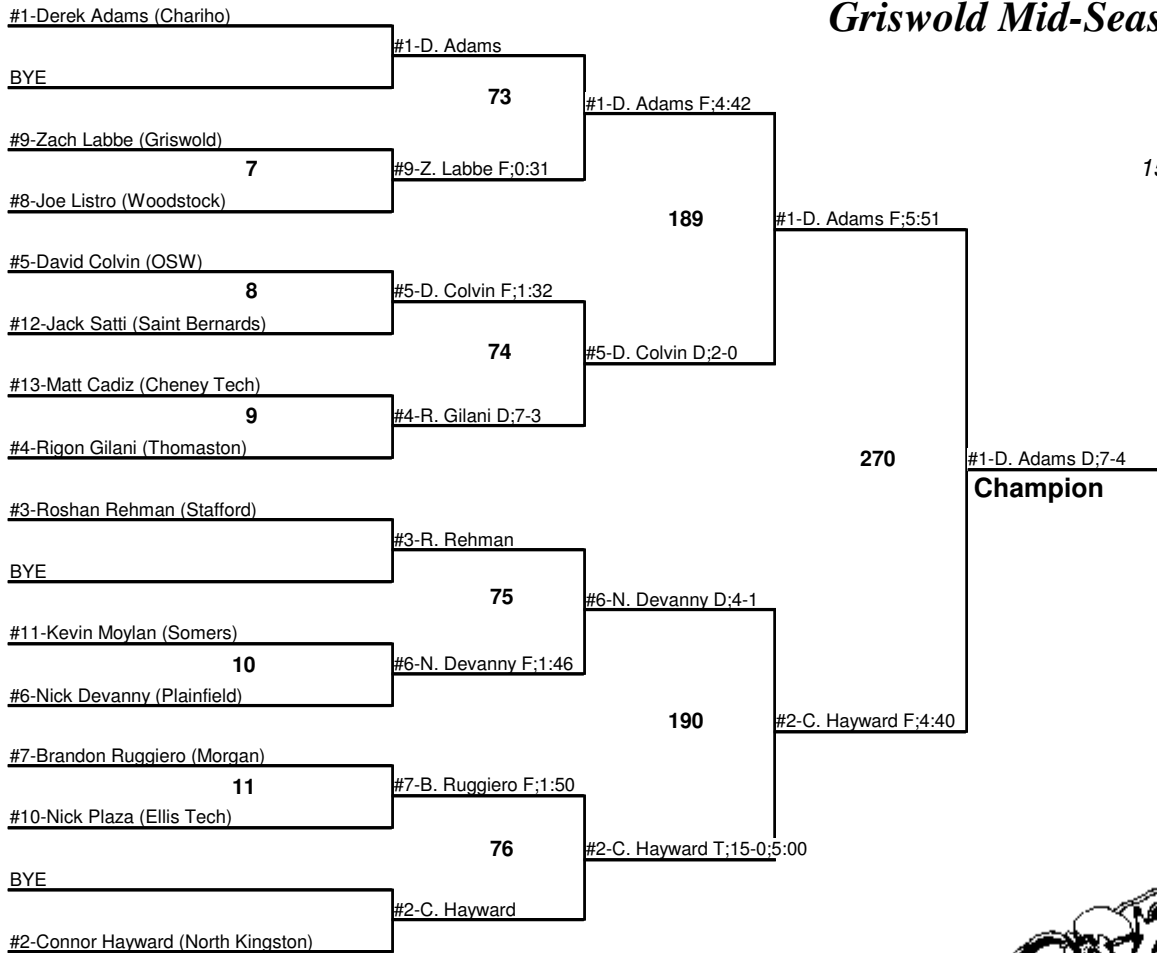 Griswold Mid-Seas
#1-Derek Adams (Chariho)
#1-D. Adams
BYE
73
#1-D. Adams F;4:42
#9-Zach Labbe (Griswold)
7
#9-Z. Labbe F;0:31
15
#8-Joe Listro (Woodstock)
189
#1-D. Adams F;5:51
#5-David Colvin (OSW)
8
#5-D. Colvin F;1:32
#12-Jack Satti (Saint Bernards)
74
#5-D. Colvin D;2-0
#13-Matt Cadiz (Cheney Tech)
9
#4-R. Gilani D;7-3
#4-Rigon Gilani (Thomaston)
270
#1-D. Adams D;7-4
Champion
#3-Roshan Rehman (Stafford)
#3-R. Rehman
BYE
75
#6-N. Devanny D;4-1
#11-Kevin Moylan (Somers)
10
#6-N. Devanny F;1:46
#6-Nick Devanny (Plainfield)
190
#2-C. Hayward F;4:40
#7-Brandon Ruggiero (Morgan)
11
#7-B. Ruggiero F;1:50
#10-Nick Plaza (Ellis Tech)
76
#2-C. Hayward T;15-0;5:00
BYE
#2-C. Hayward
#2-Connor Hayward (North Kingston)